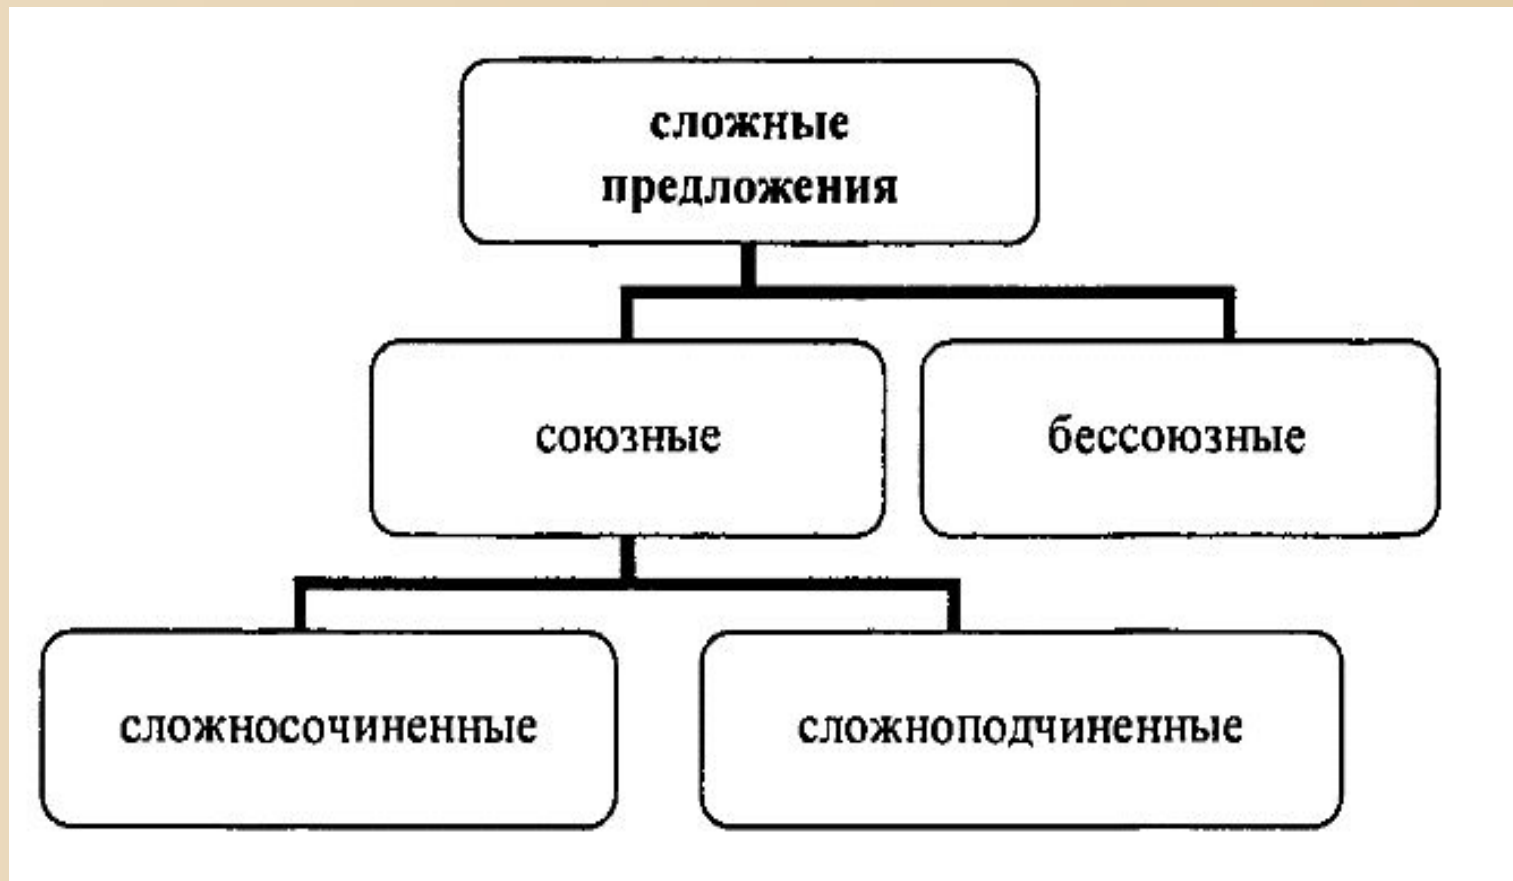 сложные
предложения
союзные
бессоюзные
сложносочиненные
сложноподчиненные